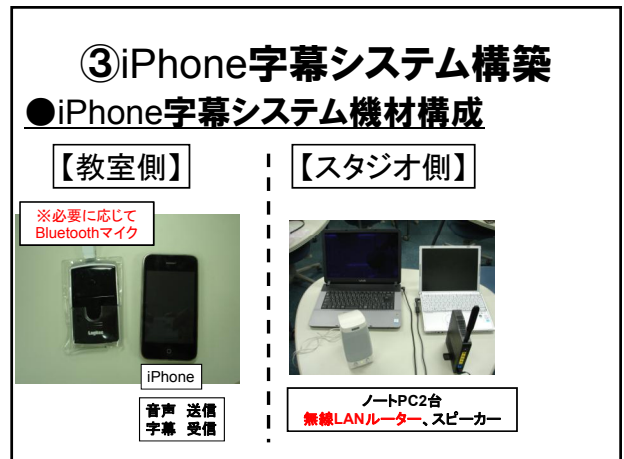 ③iPhone字幕システム構築
●iPhone字幕システム機材構成
【教室側】
【スタジオ側】
※必要に応じて
Bluetoothマイク
Logitec
iPhone
音声 送信
字幕 受信
ノートPC2台
無線LANルーター、スピーカー